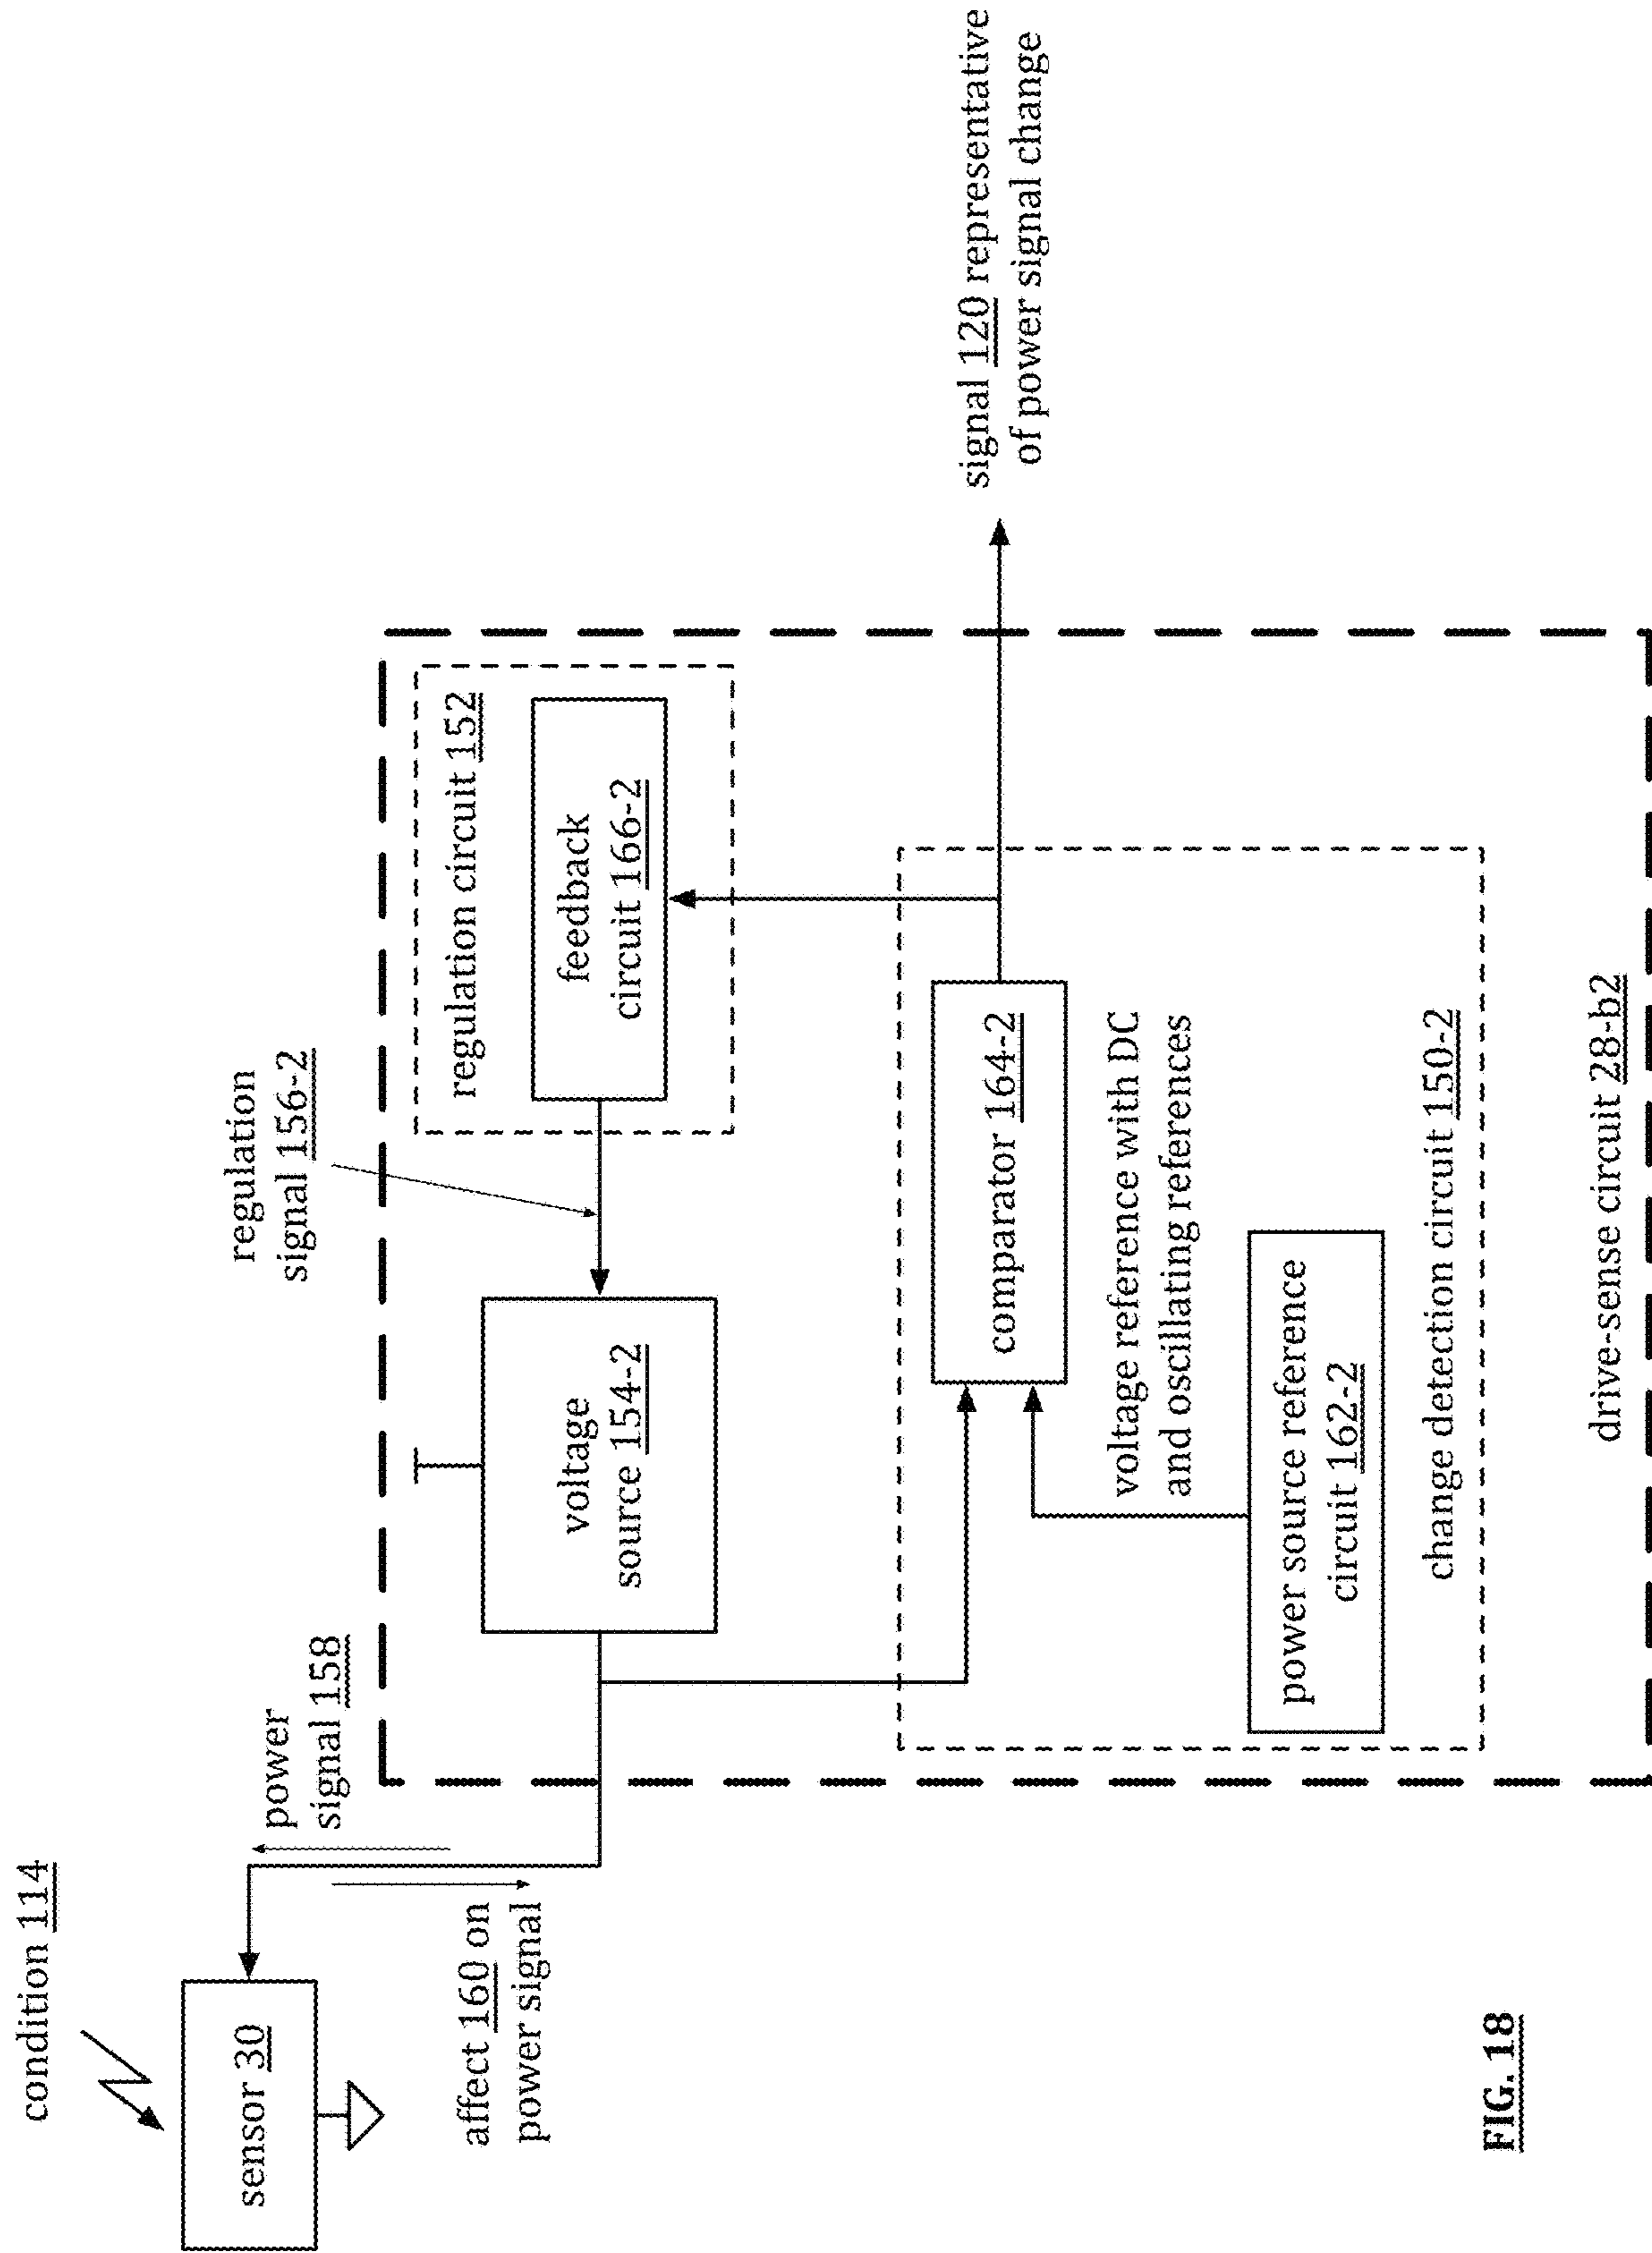 condition 114
sensor 30
affect 160 on
power signal
power
signal 158
regulation
signal 156-2
voltage
source 154-2
regulation circuit 152
feedback
circuit 166-2
comparator 164-2
voltage reference with DC
and oscillating references
power source reference
circuit 162-2
change detection circuit 150-2
drive-sense circuit 28-b2
signal 120 representative
of power signal change
FIG. 18